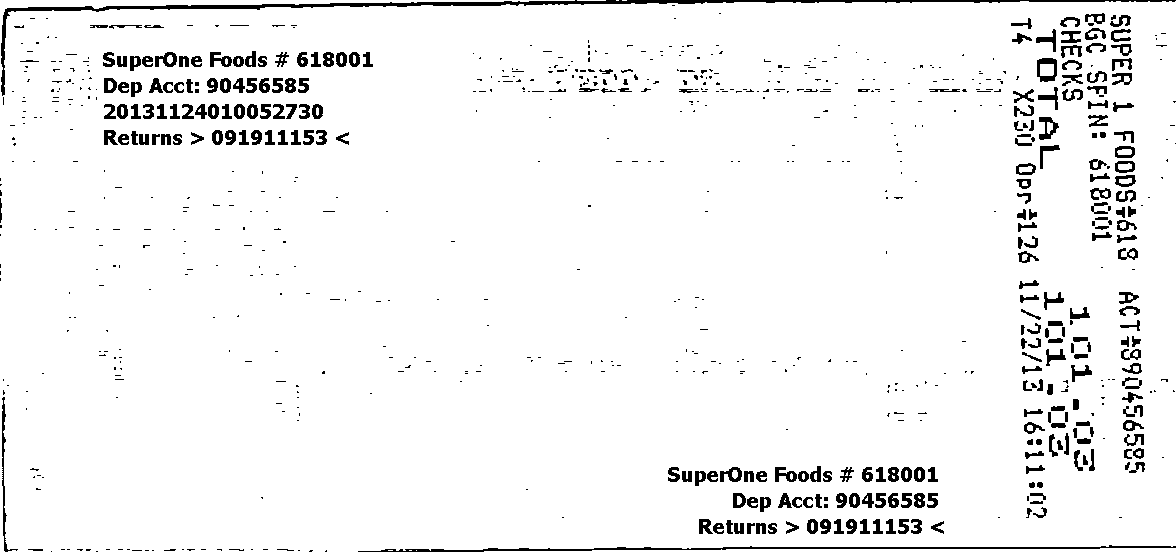 SuperOne Foods # 618001
Dep Acct: 90456585
20131124010052730
Returns > 091911153 <
SUPER 1 FOODS#618 ACT#890456585
BGC SPIN: 618001
CHECKS 101.03
TOTAL 101.03
T4 X230 Opr#126 11/22/13 16:11:02
SuperOne Foods # 618001
Dep Acct: 90456585
Returns > 091911153 <